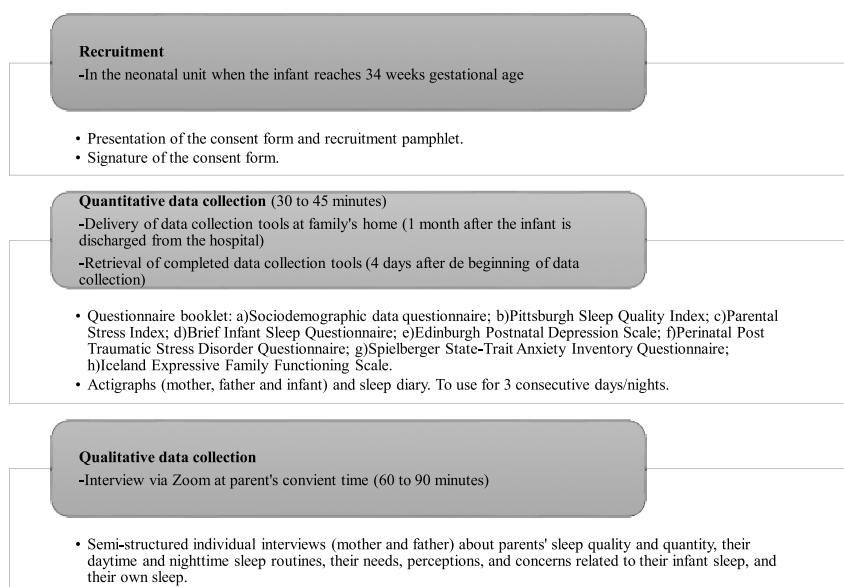 Recruitment
-In the neonatal unit when the infant reaches 34 weeks gestational age
• Presentation of the consent form and recruitment pamphlet.
• Signature of the consent form.
Quantitative data collection (30 to 45 minutes)
-Delivery of data collection tools at family's home (1 month after the infant is
discharged from the hospital)
-Retrieval of completed data collection tools (4 days after de beginning of data
collection)
• Questionnaire booklet: a)Sociodemographic data questionnaire; b)Pittsburgh Sleep Quality Index; c)Parental
Stress Index; d)Brief Infant Sleep Questionnaire; e)Edinburgh Postnatal Depression Scale; f)Perinatal Post
Traumatic Stress Disorder Questionnaire; g)Spielberger State-Trait Anxiety Inventory Questionnaire;
h)Iceland Expressive Family Functioning Scale.
• Actigraphs (mother, father and infant) and sleep diary. To use for 3 consecutive days/nights.
Qualitative data collection
-Interview via Zoom at parent's convient time (60 to 90 minutes)
• Semi-structured individual interviews (mother and father) about parents' sleep quality and quantity, their
daytime and nighttime sleep routines, their needs, perceptions, and concerns related to their infant sleep, and
their own sleep.